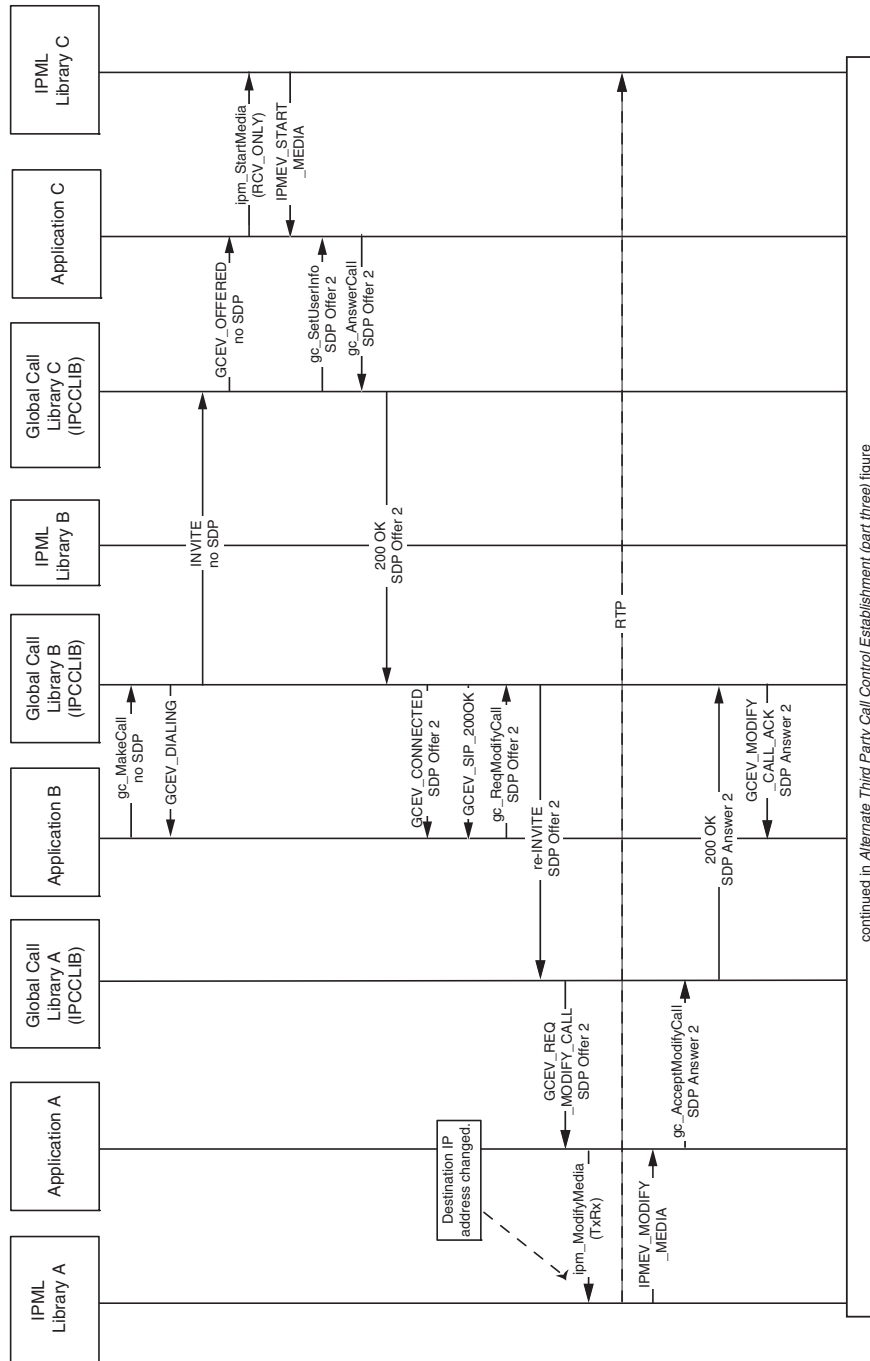 IPML
Library A
Application A
Global Call
Library A
(IPCCLIB)
Application B
Global Call
Library B
(IPCCLIB)
IPML
Library B
Global Call
Library C
(IPCCLIB)
Application C
IPML
Library C
gc_MakeCall
no SDP
GCEV_DIALING
INVITE
no SDP
GCEV_OFFERED
no SDP
ipm_StartMedia
(RCV_ONLY)
IPMEV_START
_MEDIA
gc_SetUserInfo
SDP Offer 2
gc_AnswerCall
SDP Offer 2
200 OK
SDP Offer 2
GCEV_CONNECTED
SDP Offer 2
GCEV_SIP_200OK
gc_ReqModifyCall
SDP Offer 2
re-INVITE
SDP Offer 2
GCEV_REQ
_MODIFY_CALL
SDP Offer 2
Destination IP
address changed.
ipm_ModifyMedia
(TxRx)
RTP
IPMEV_MODIFY
_MEDIA
gc_AcceptModifyCall
SDP Answer 2
200 OK
SDP Answer 2
GCEV_MODIFY
_CALL_ACK
SDP Answer 2
continued in Alternate Third Party Call Control Establishment (part three) figure